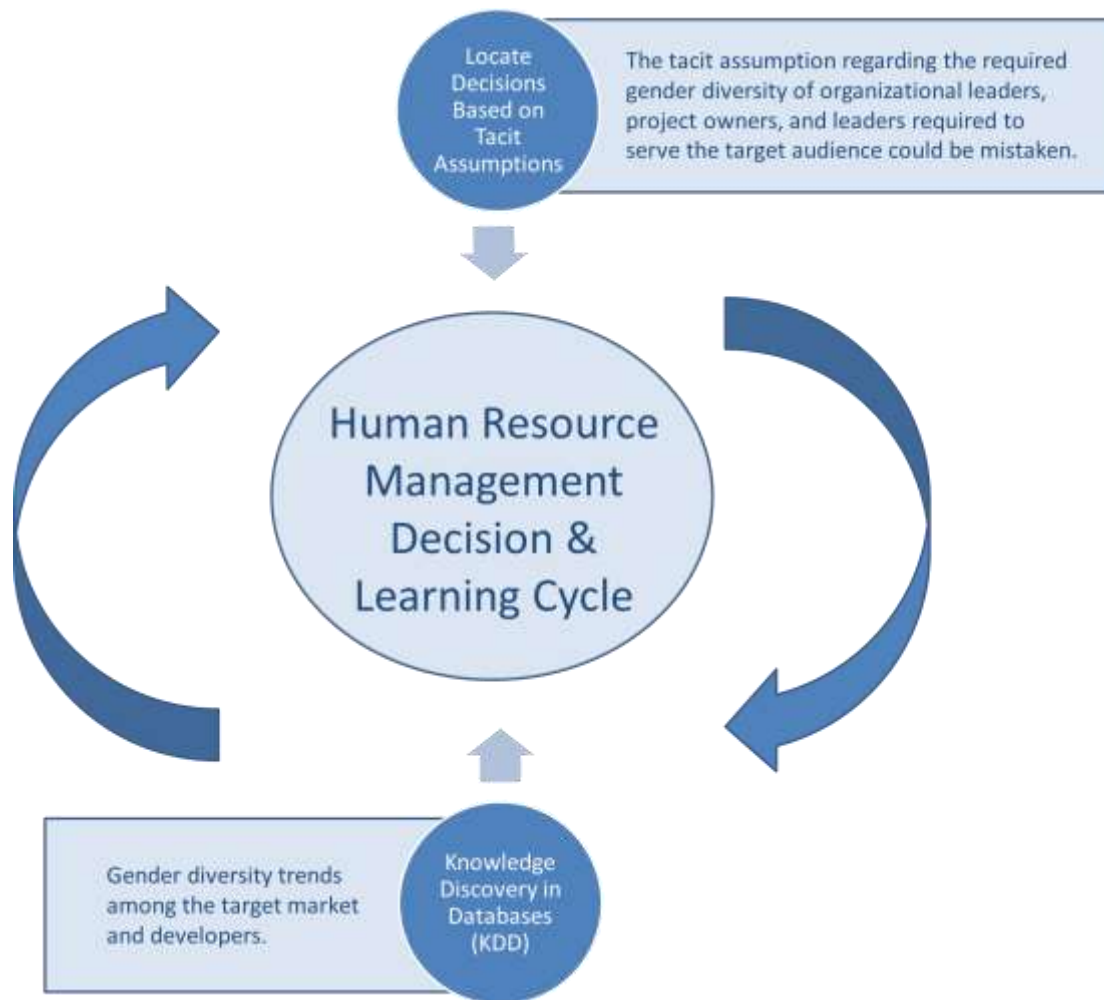 Locate
Decisions
Based on
Tacit
Assumptions
The tacit assumption regarding the required
gender diversity of organizational leaders,
project owners, and leaders required to
serve the target audience could be mistaken.
Human Resource
Management
Decision &
Learning Cycle
Gender diversity trends
among the target market
and developers.
Knowledge
Discovery in
Databases
(KDD)